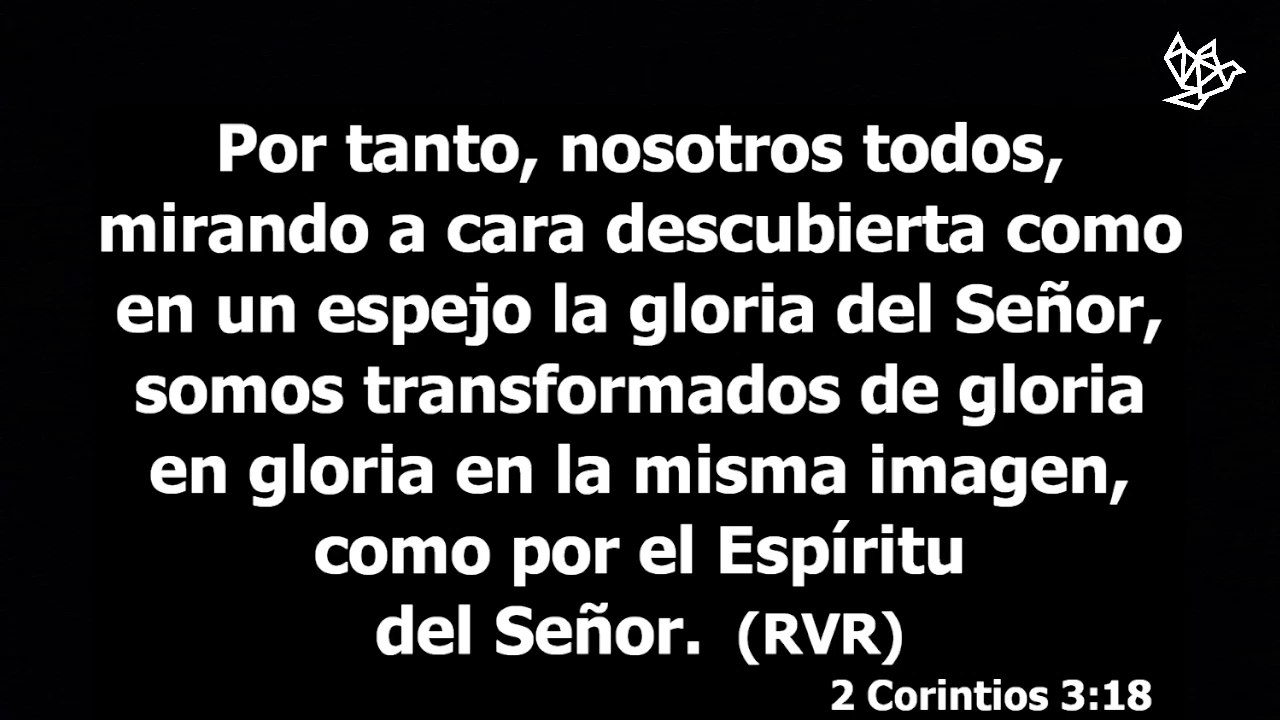 Por tanto, nosotros todos,
mirando a cara descubierta como
en un espejo la gloria del Señor,
somos transformados de gloria
en gloria en la misma imagen,
como por el Espíritu
del Señor. (RVR)
2 Corintios 3:18